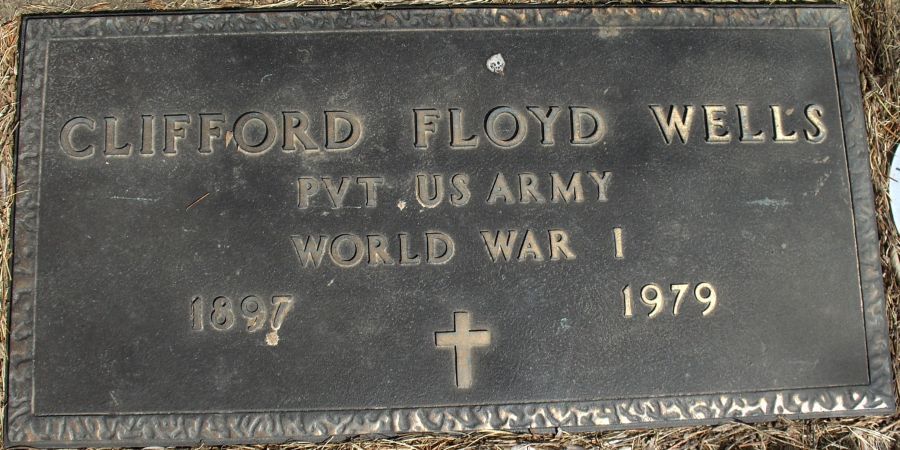 CLIFFORD FLOYD WELLS
PVT US ARMY
WORLD WAR I
1897 1979